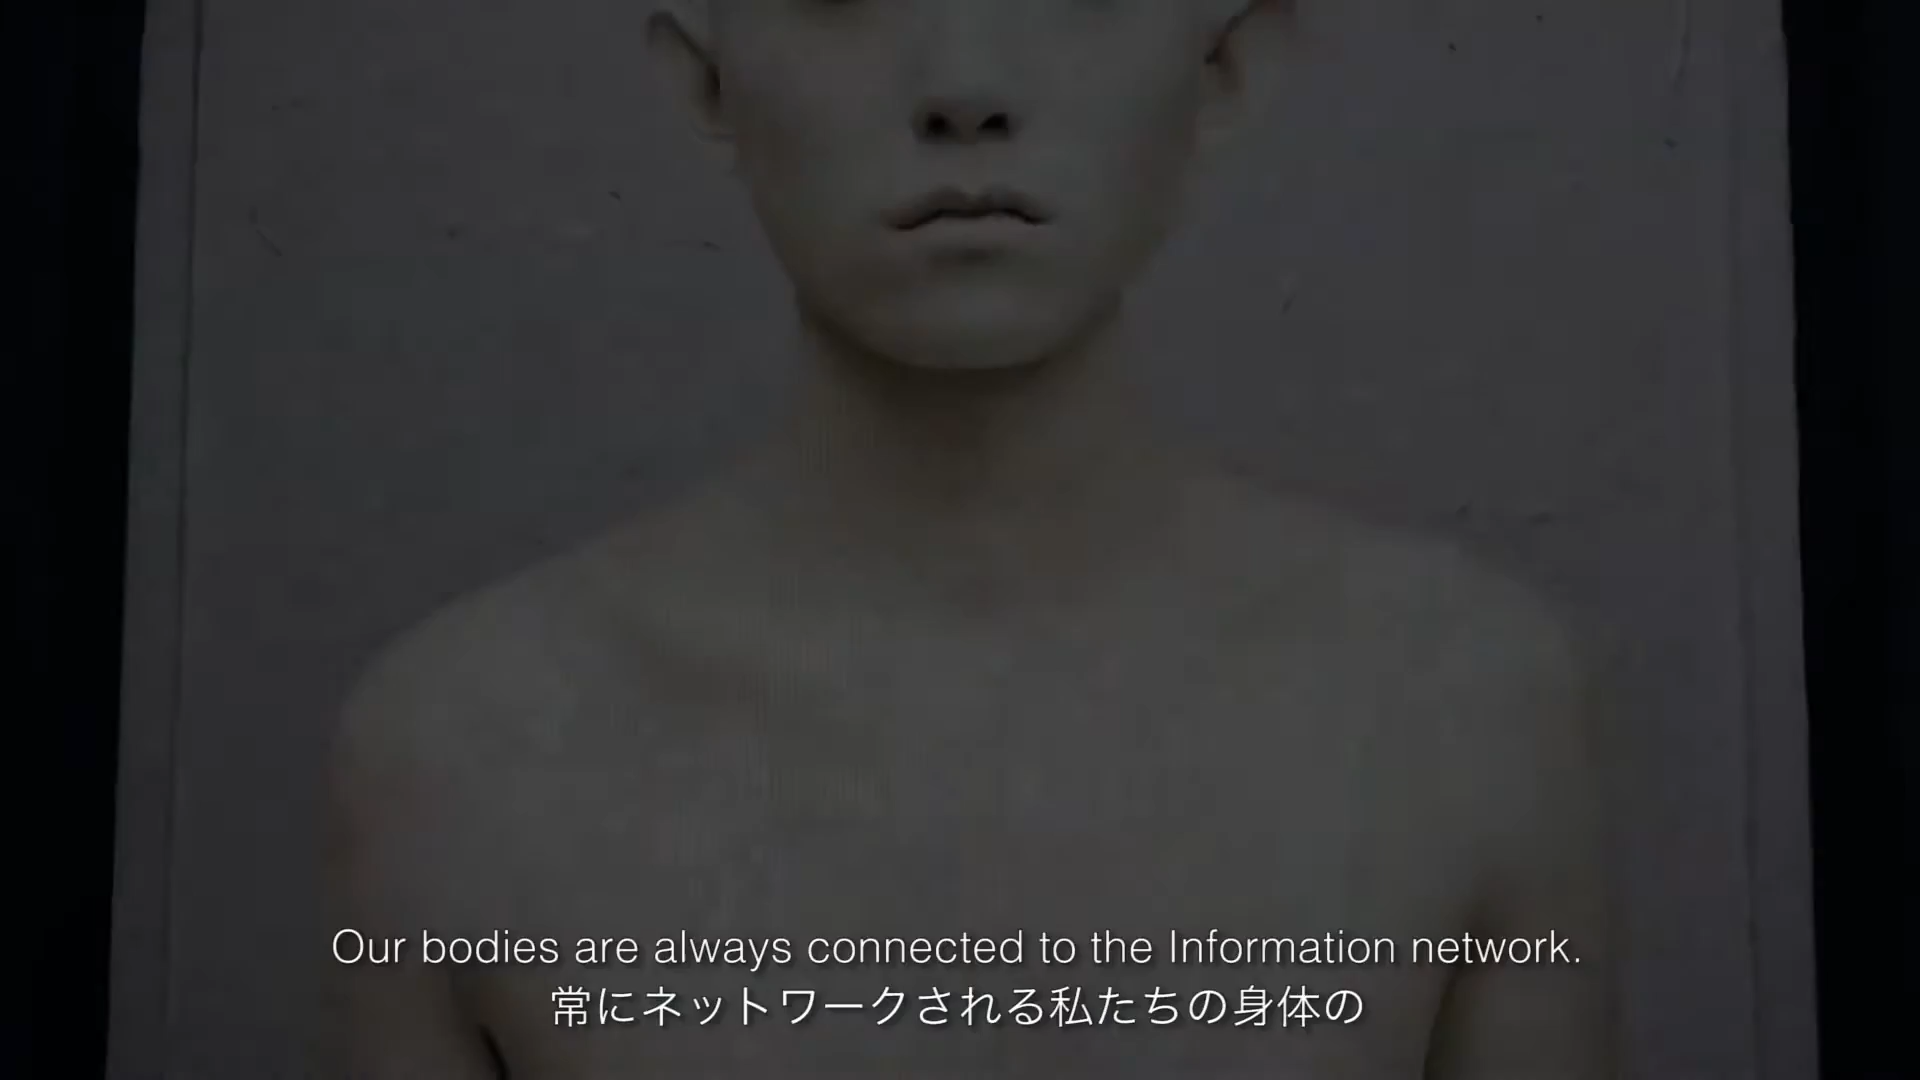 Our bodies are always connected to the Information network.
常にネットワークされる私たちの身体の